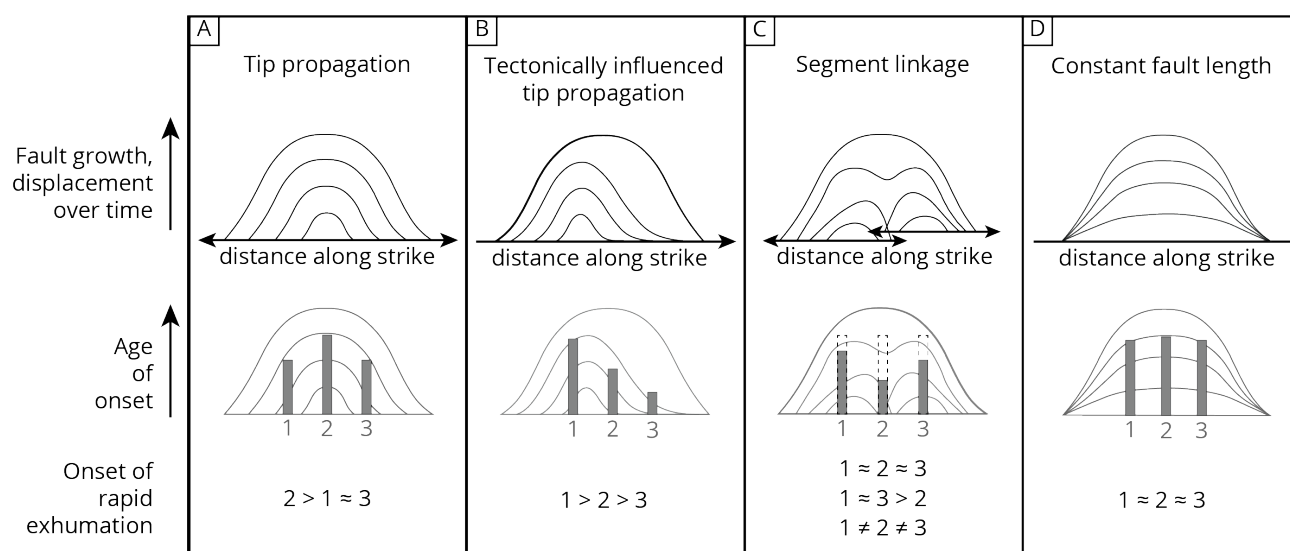 A
Tip propagation
B
Tectonically influenced
tip propagation
C
Segment linkage
D
Constant fault length
Fault growth,
displacement
over time
distance along strike
distance along strike
distance along strike
distance along strike
Age
of
onset
1 2 3
1 2 3
1 2 3
1 2 3
Onset of
rapid
exhumation
2 > 1 ≈ 3
1 > 2 > 3
1 ≈ 2 ≈ 3
1 ≈ 3 > 2
1 ≠ 2 ≠ 3
1 ≈ 2 ≈ 3